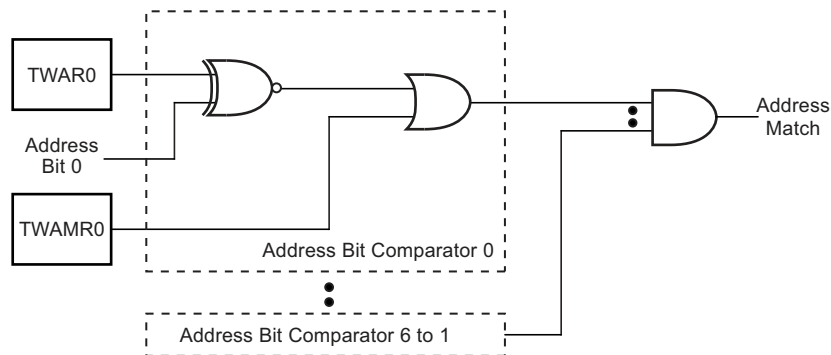 TWAR0
Address
Bit 0
TWAMR0
Address Bit Comparator 0
Address
Match
Address Bit Comparator 6 to 1